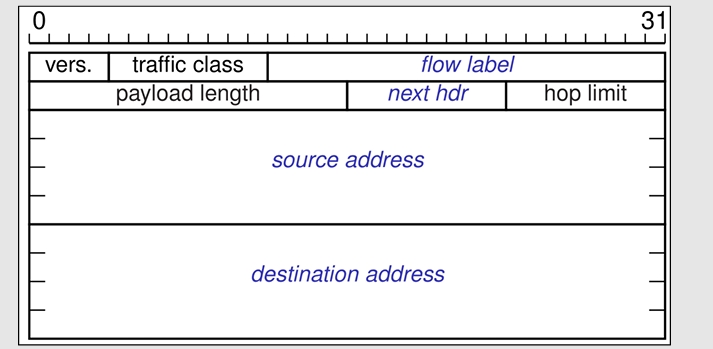 0 31
vers. traffic class flow label
payload length next hdr hop limit
source address
destination address